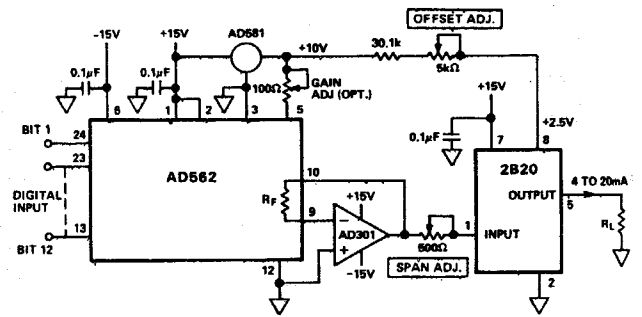 OFFSET ADJ.
-15V
+15V
AD581
+10V
30.1k
5kΩ
0.1μF
0.1μF
100Ω
GAIN
ADJ (OPT.)
+15V
6
1
2
3
5
0.1μF
+2.5V
7
8
BIT 1
24
23
DIGITAL
INPUT
13
BIT 12
AD562
10
RF
9
12
+15V
−
AD301
+
-15V
500Ω
SPAN ADJ.
1
INPUT
2B20
OUTPUT
5
4 TO 20mA
RL
2